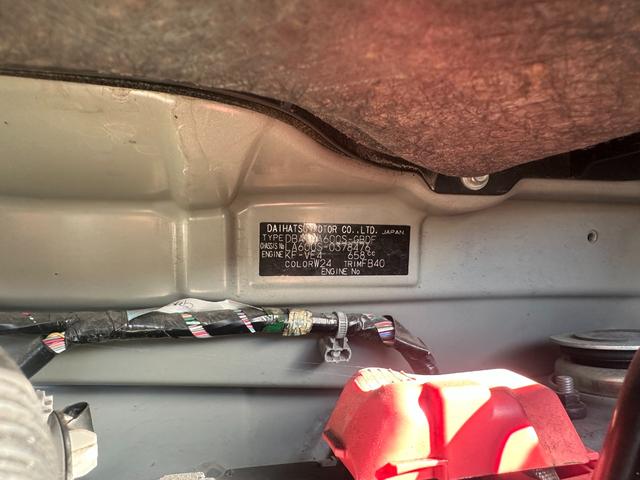 DAIHATSU MOTOR CO.,LTD. JAPAN
TYPE DBA-LA600S-GBDF
CHASSIS No LA600S-0378476
ENGINE KF-VE4 658cc
COLOR W24 TRIM FB40
ENGINE No